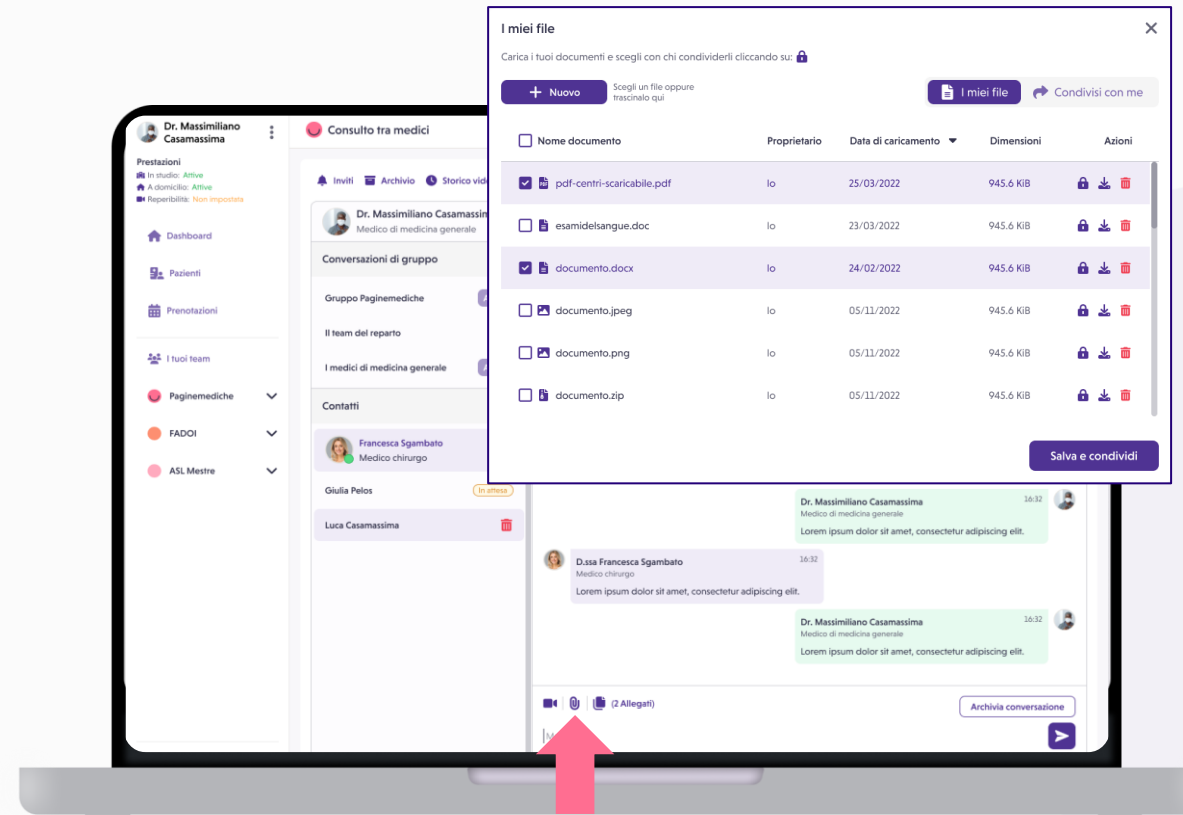 I miei file
Carica i tuoi documenti e scegli con chi condividerli cliccando su:
Nuovo
Scegli un file oppure
trascinalo qui
I miei file
Condivisi con me
Nome documento Proprietario Data di caricamento Dimensioni Azioni
pdf-centri-scaricabile.pdf Io 25/03/2022 945.6 KiB
esamidelsangue.doc Io 23/03/2022 945.6 KiB
documento.docx Io 24/02/2022 945.6 KiB
documento.jpeg Io 05/11/2022 945.6 KiB
documento.png Io 05/11/2022 945.6 KiB
documento.zip Io 05/11/2022 945.6 KiB
Salva e condividi
Dr. Massimiliano
Casamassima
Prestazioni
In studio: Attive
A domicilio: Attive
Reperibilità: Non impostata
Dashboard
Pazienti
Prenotazioni
I tuoi team
Paginemediche
FADOI
ASL Mestre
Consulto tra medici
Inviti Archivio Storico
Dr. Massimiliano
Medico di medicina generale
Conversazioni di gruppo
Gruppo Paginemediche
Il team del reparto
I medici di medicina generale
Contatti
Francesca Sgambato
Medico chirurgo
Giulia Pelos In attesa
Luca Casamassima
Dr. Massimiliano Casamassima 16:32
Medico di medicina generale
Lorem ipsum dolor sit amet, consectetur adipiscing elit.
D.ssa Francesca Sgambato 16:32
Medico chirurgo
Lorem ipsum dolor sit amet, consectetur adipiscing elit.
Dr. Massimiliano Casamassima 16:32
Medico di medicina generale
Lorem ipsum dolor sit amet, consectetur adipiscing elit.
(2 Allegati)
Archivia conversazione